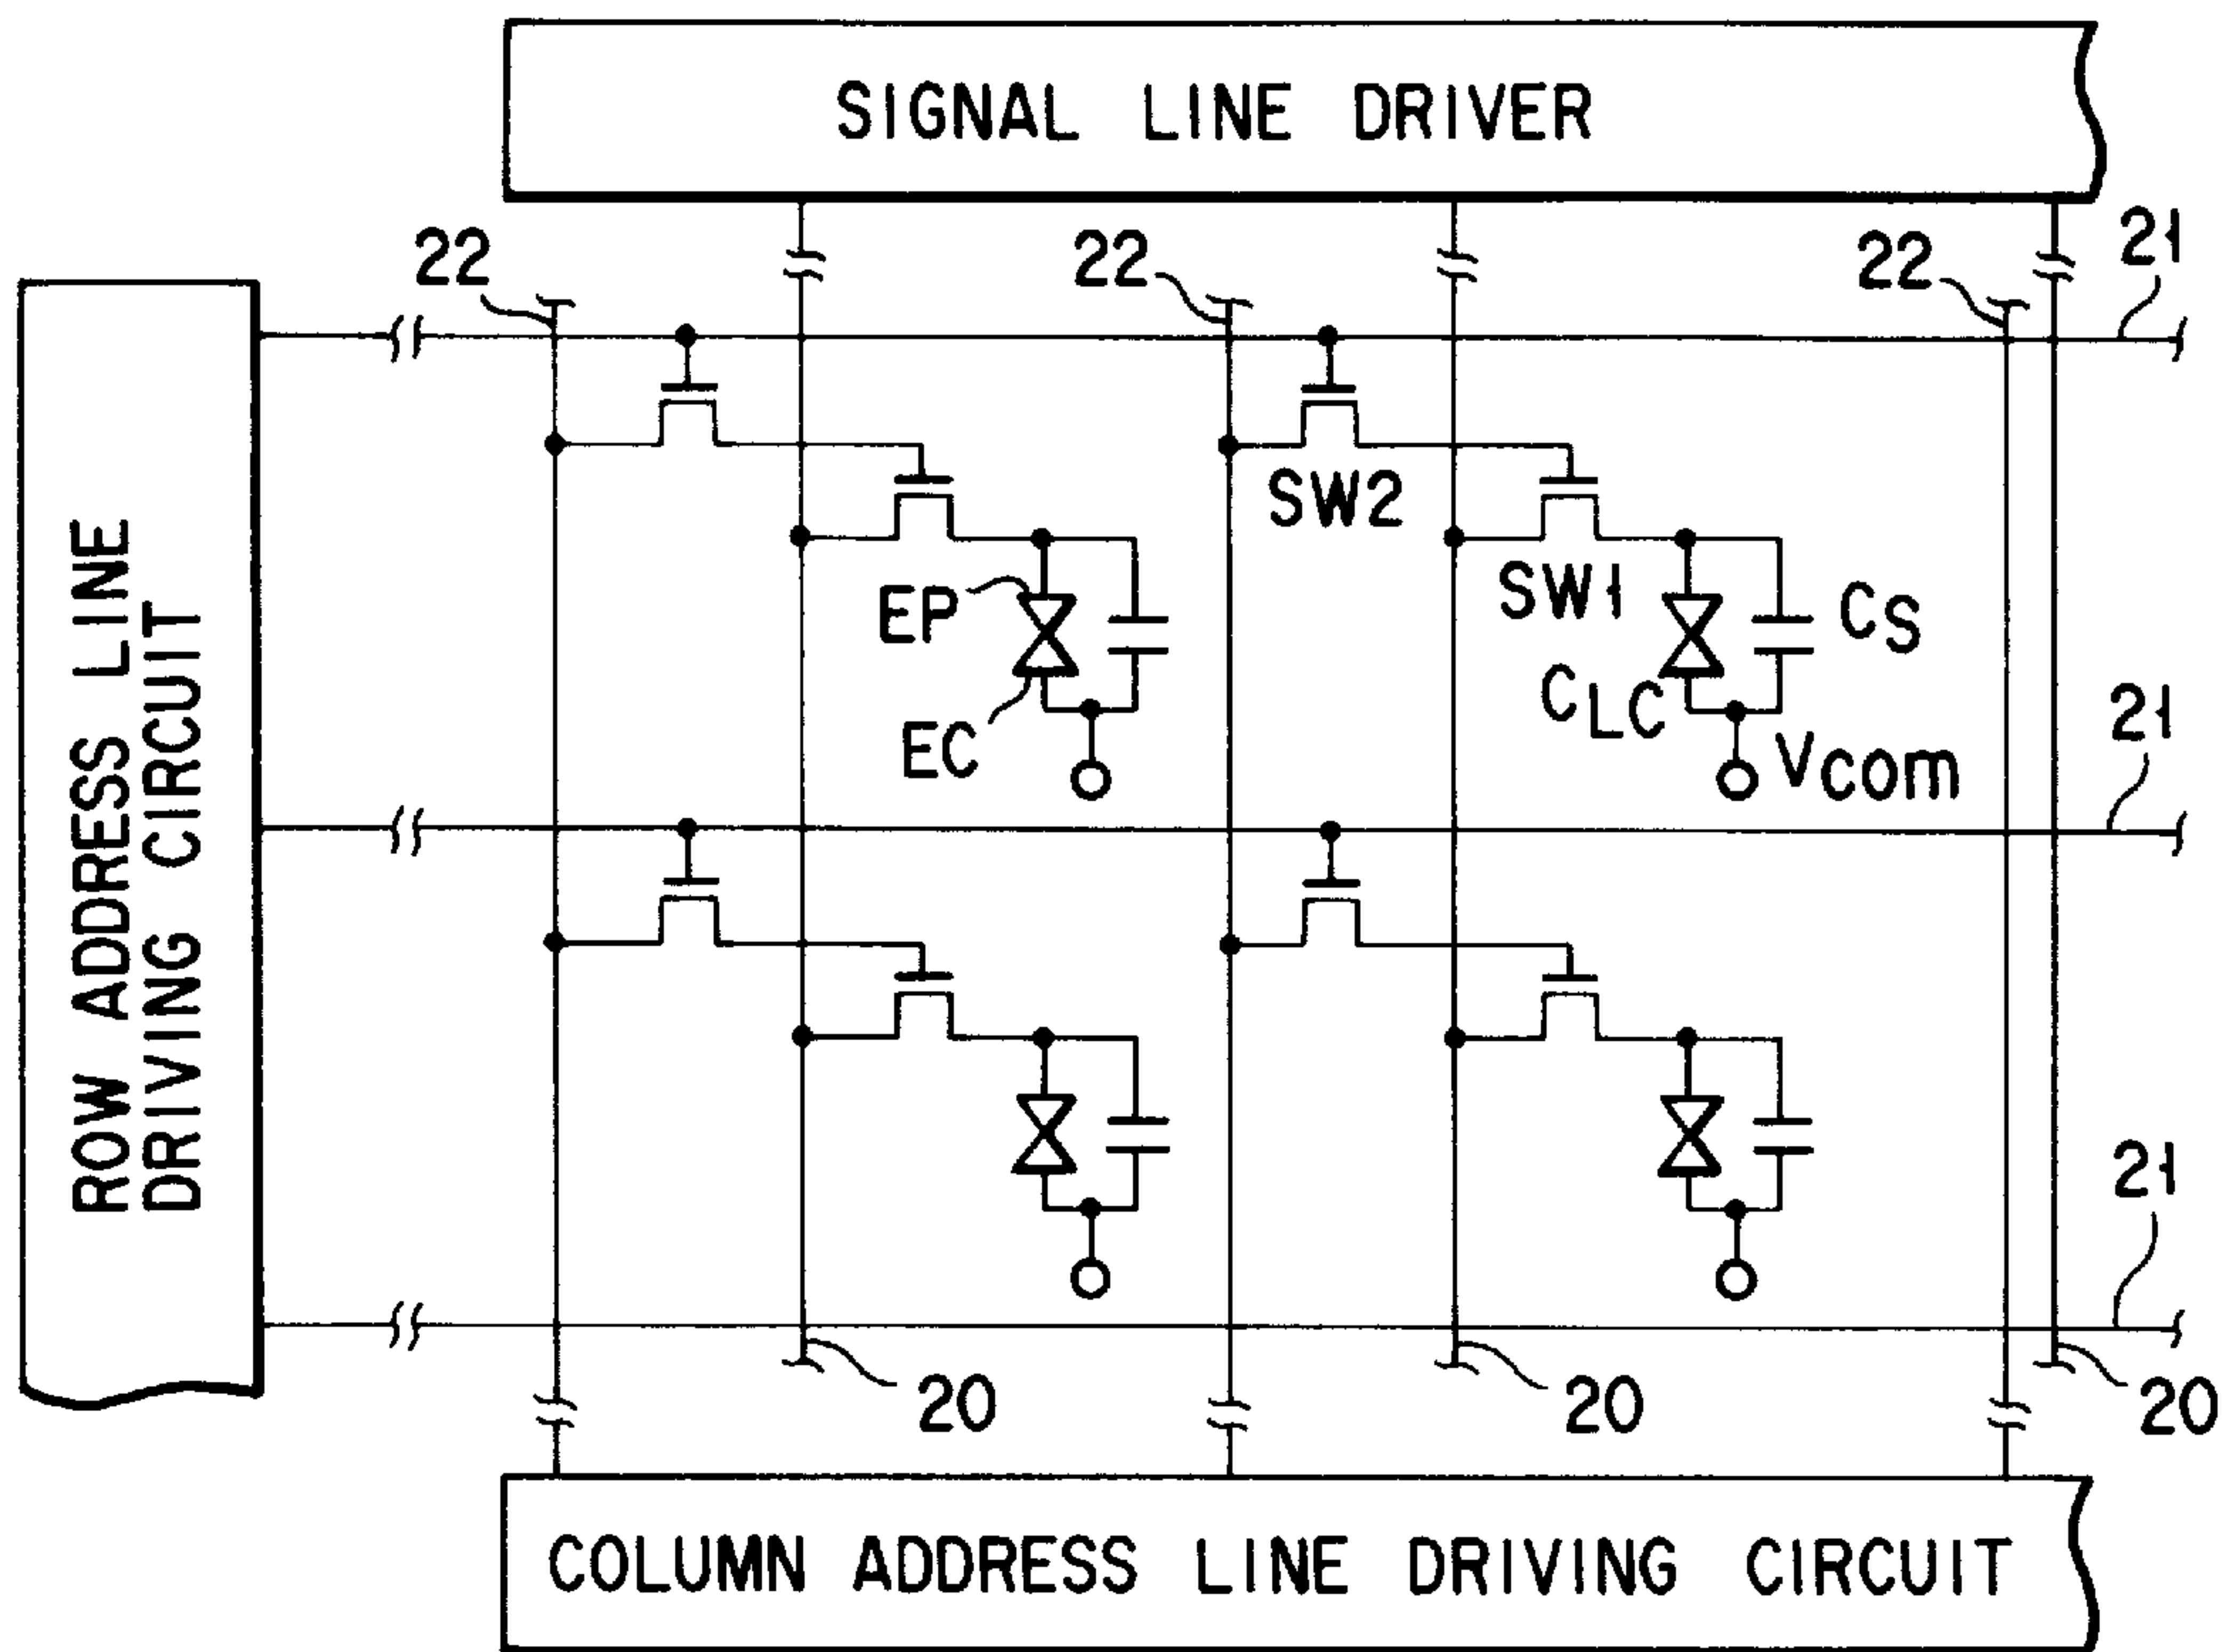 SIGNAL LINE DRIVER
22
22
22
21
SW2
ROW ADDRESS LINE
DRIVING CIRCUIT
EP
SW1
CS
CLC
EC
21
Vcom
21
20
20
20
COLUMN ADDRESS LINE DRIVING CIRCUIT